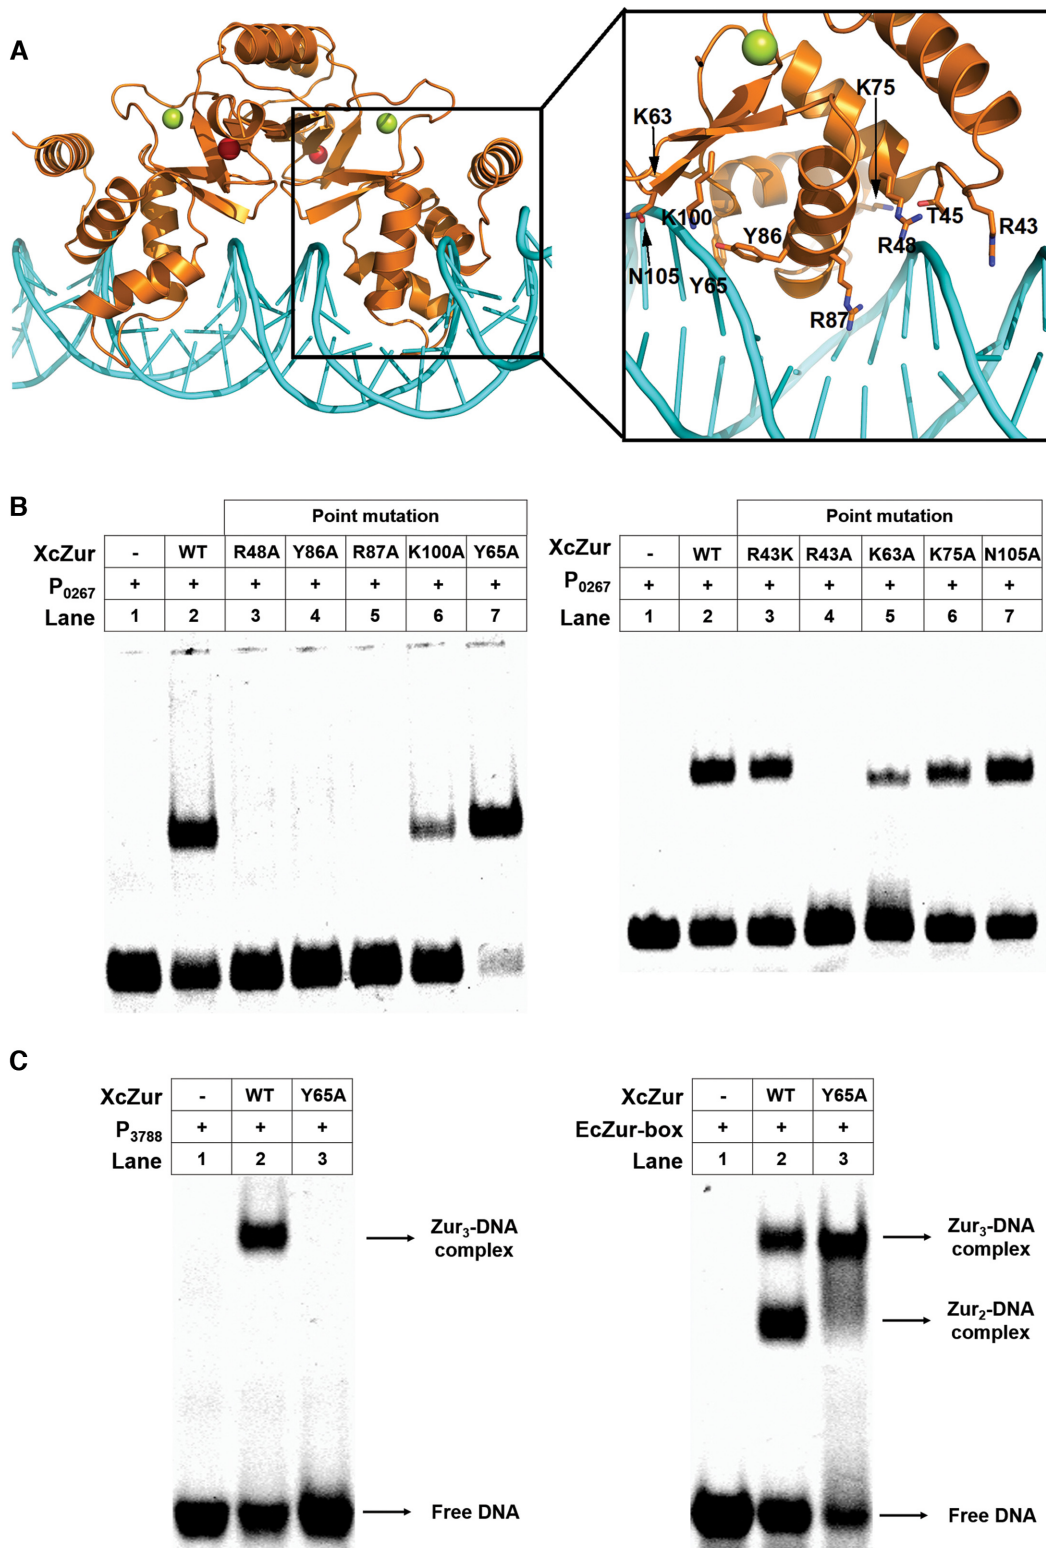 A
K63
K75
K100
Y86
T45
R43
R48
N105
Y65
R87
B
Point mutation
XcZur - WT R48A Y86A R87A K100A Y65A
P0267 + + + + + + +
Lane 1 2 3 4 5 6 7
Point mutation
XcZur - WT R43K R43A K63A K75A N105A
P0267 + + + + + + +
Lane 1 2 3 4 5 6 7
C
XcZur - WT Y65A
P3788 + + +
Lane 1 2 3
Zur3-DNA
complex
Free DNA
XcZur - WT Y65A
EcZur-box + + +
Lane 1 2 3
Zur3-DNA
complex
Zur2-DNA
complex
Free DNA